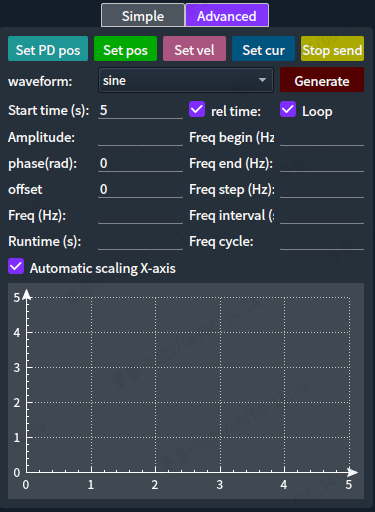 Simple Advanced
Set PD pos Set pos Set vel Set cur Stop send
waveform: sine Generate
Start time (s): 5 rel time: Loop
Amplitude: Freq begin (Hz
phase(rad): 0 Freq end (Hz):
offset 0 Freq step (Hz):
Freq (Hz): Freq interval (s
Runtime (s): Freq cycle:
Automatic scaling X-axis
5
4
3
2
1
0
0 1 2 3 4 5